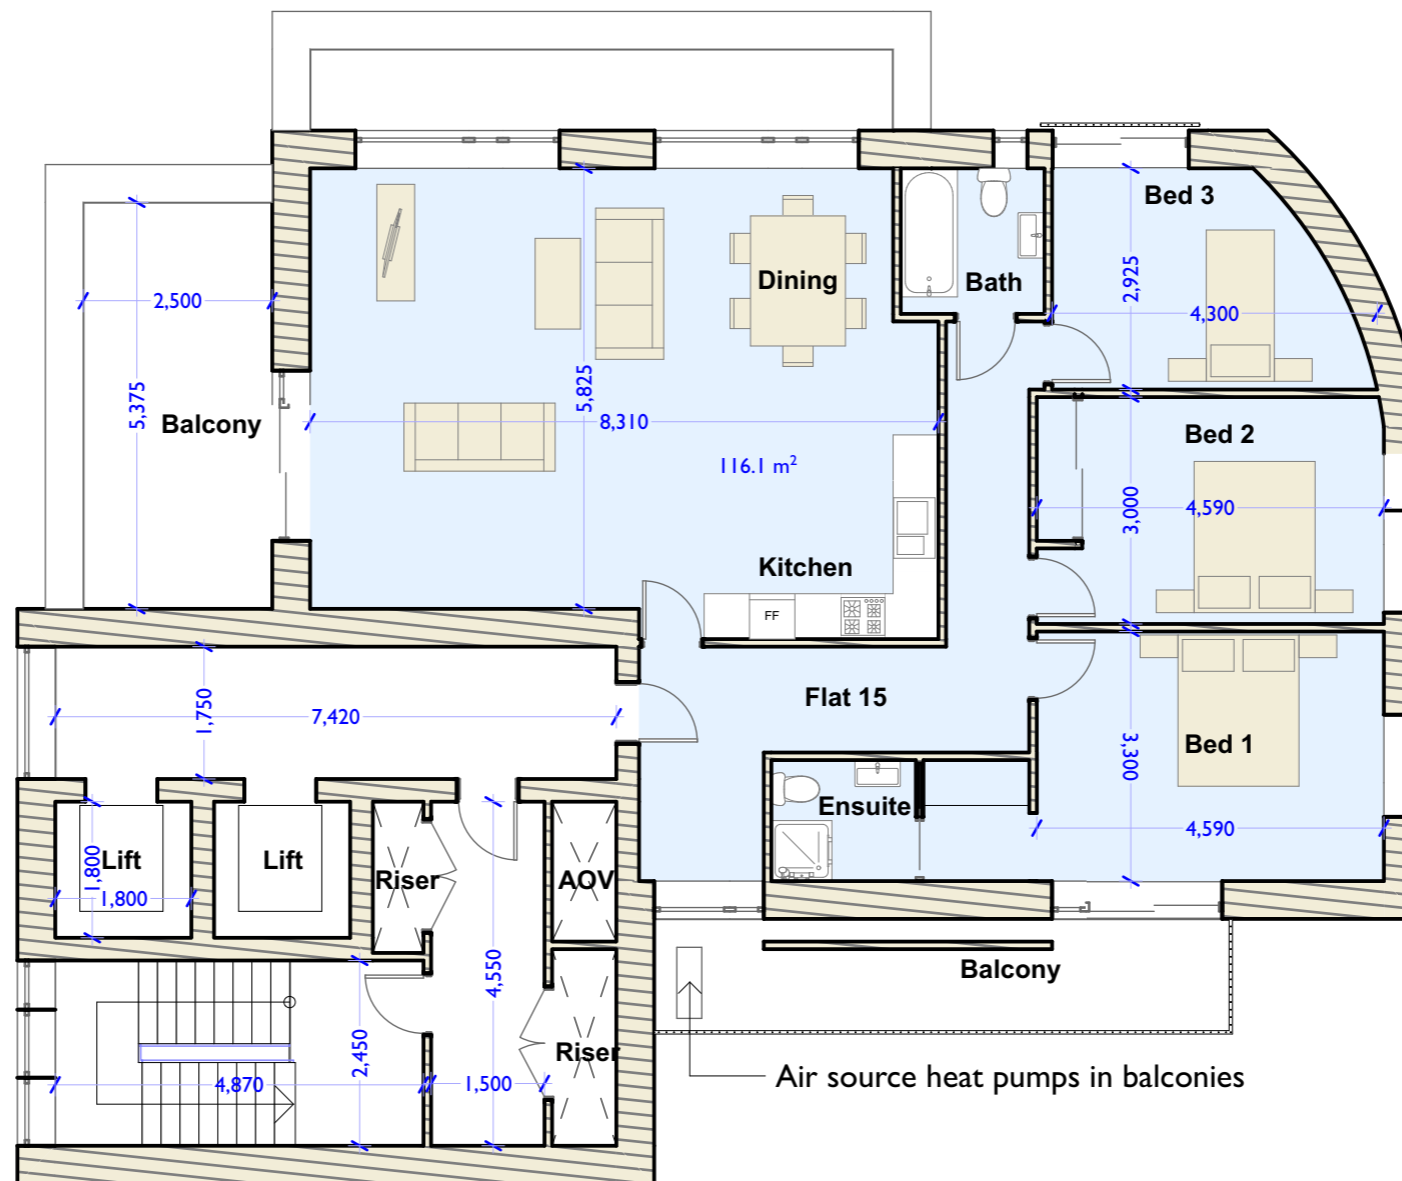 Bed 3
2,925
Dining
Bath
2,500
4,300
5,375
5,825
Balcony
8,310
Bed 2
116.1 m²
3,000
4,590
Kitchen
FF
Flat 15
1,750
7,420
Bed 1
3,300
Ensuite
4,590
Lift
1,800
1,800
Lift
Riser
AOV
4,550
Balcony
2,450
Riser
4,870
1,500
Air source heat pumps in balconies